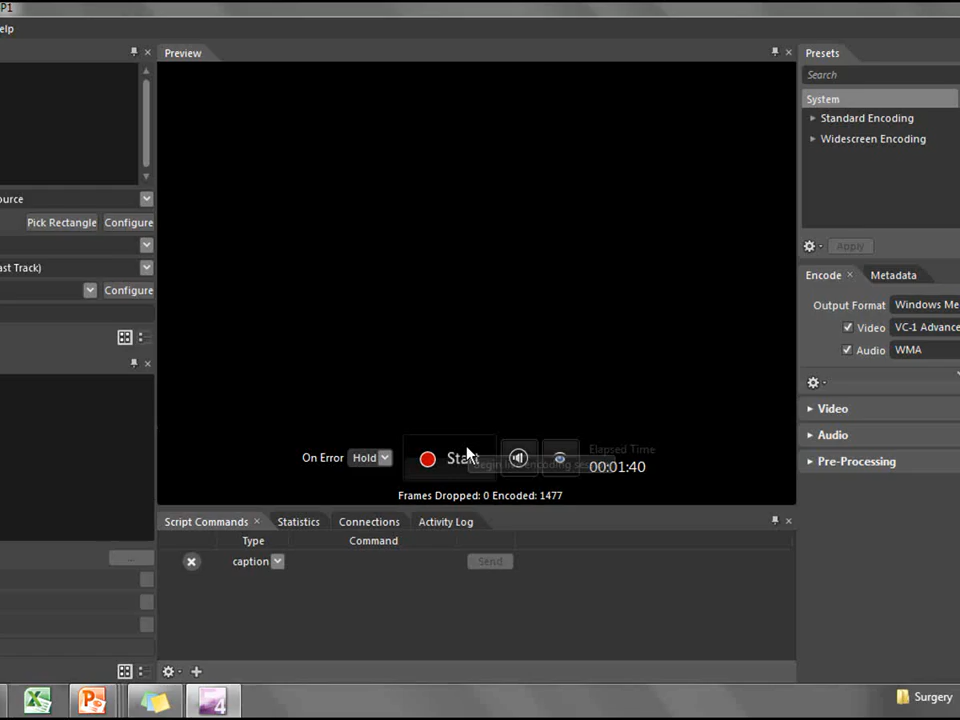 P1
elp
Preview
Presets
Search
System
Standard Encoding
Widescreen Encoding
ource
Pick Rectangle Configure
ast Track)
Configure
Apply
Encode Metadata
Output Format Windows Me
Video VC-1 Advance
Audio WMA
Video
Audio
Pre-Processing
On Error Hold Start
Elapsed Time
00:01:40
Frames Dropped: 0 Encoded: 1477
Script Commands Statistics Connections Activity Log
Type Command
caption Send
...
4
Surgery